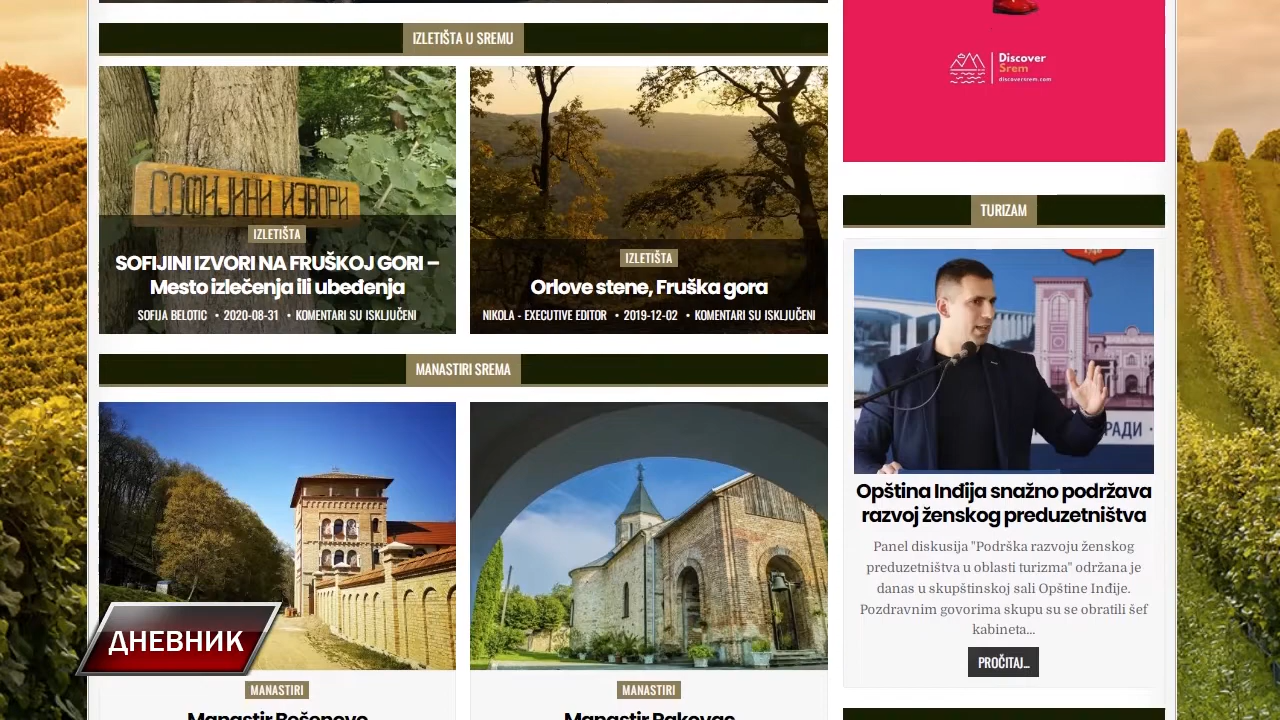 IZLETIŠTA U SREMU
СОФИЈИНИ ИЗВОРИ
IZLETIŠTA
SOFIJINI IZVORI NA FRUŠKOJ GORI –
Mesto izlečenja ili ubeđenja
SOFIJA BELOTIC • 2020-08-31 • KOMENTARI SU ISKLJUČENI
IZLETIŠTA
Orlove stene, Fruška gora
NIKOLA - EXECUTIVE EDITOR • 2019-12-02 • KOMENTARI SU ISKLJUČENI
MANASTIRI SREMA
MANASTIRI
Manastir Bešenovo
MANASTIRI
Manastir Rakovac
ДНЕВНИК
Discover
Srem
discoversrem.com
TURIZAM
Opština Inđija snažno podržava
razvoj ženskog preduzetništva
Panel diskusija "Podrška razvoju ženskog
preduzetništva u oblasti turizma" održana je
danas u skupštinskoj sali Opštine Inđije.
Pozdravnim govorima skupu su se obratili šef
kabineta...
PROČITAJ...